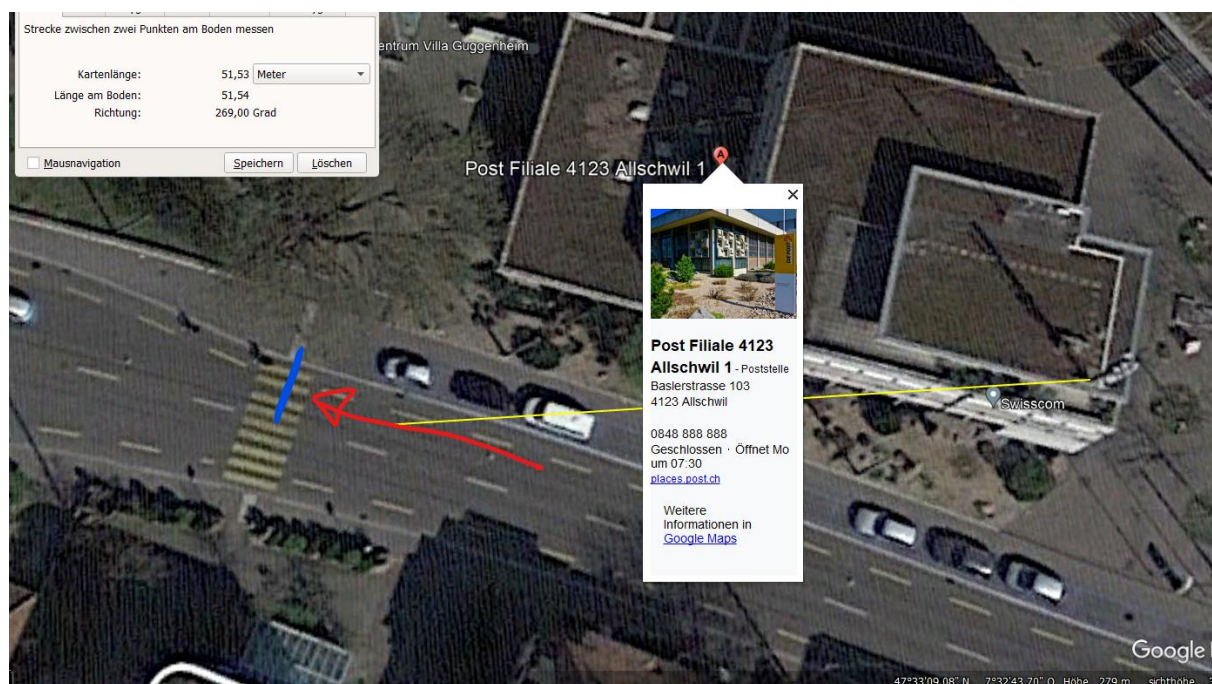 Strecke zwischen zwei Punkten am Boden messen
Kartenlänge: 51,53 Meter
Länge am Boden: 51,54
Richtung: 269,00 Grad
Mausnavigation Speichern Löschen
entrum Villa Guggenheim
Post Filiale 4123 Allschwil 1
A
Post Filiale 4123
Allschwil 1 - Poststelle
Baslerstrasse 103
4123 Allschwil
0848 888 888
Geschlossen · Öffnet Mo
um 07:30
places.post.ch
Weitere
Informationen in
Google Maps
Swisscom
Google
47°33'09.08" N 7°32'43.70" O Höhe 279 m sichthöhe